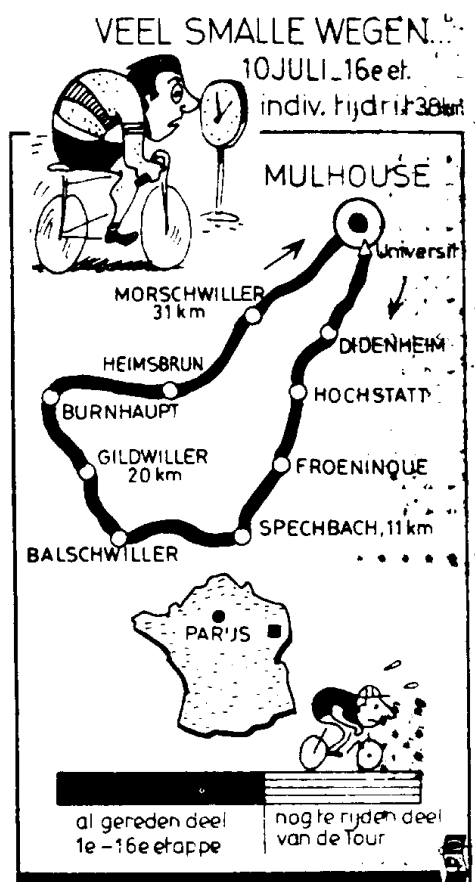 VEEL SMALLE WEGEN...
10 JULI_16e et.
indiv. tijdrit 38km
MULHOUSE
Universit
MORSCHWILLER
31 km
DIDENHEIM
HEIMSBRUN
HOCHSTATT
BURNHAUPT
GILDWILLER
20 km
FROENINQUE
SPECHBACH, 11 km
BALSCHWILLER
PARIJS
al gereden deel
1e-16e etappe
nog te rijden deel
van de Tour